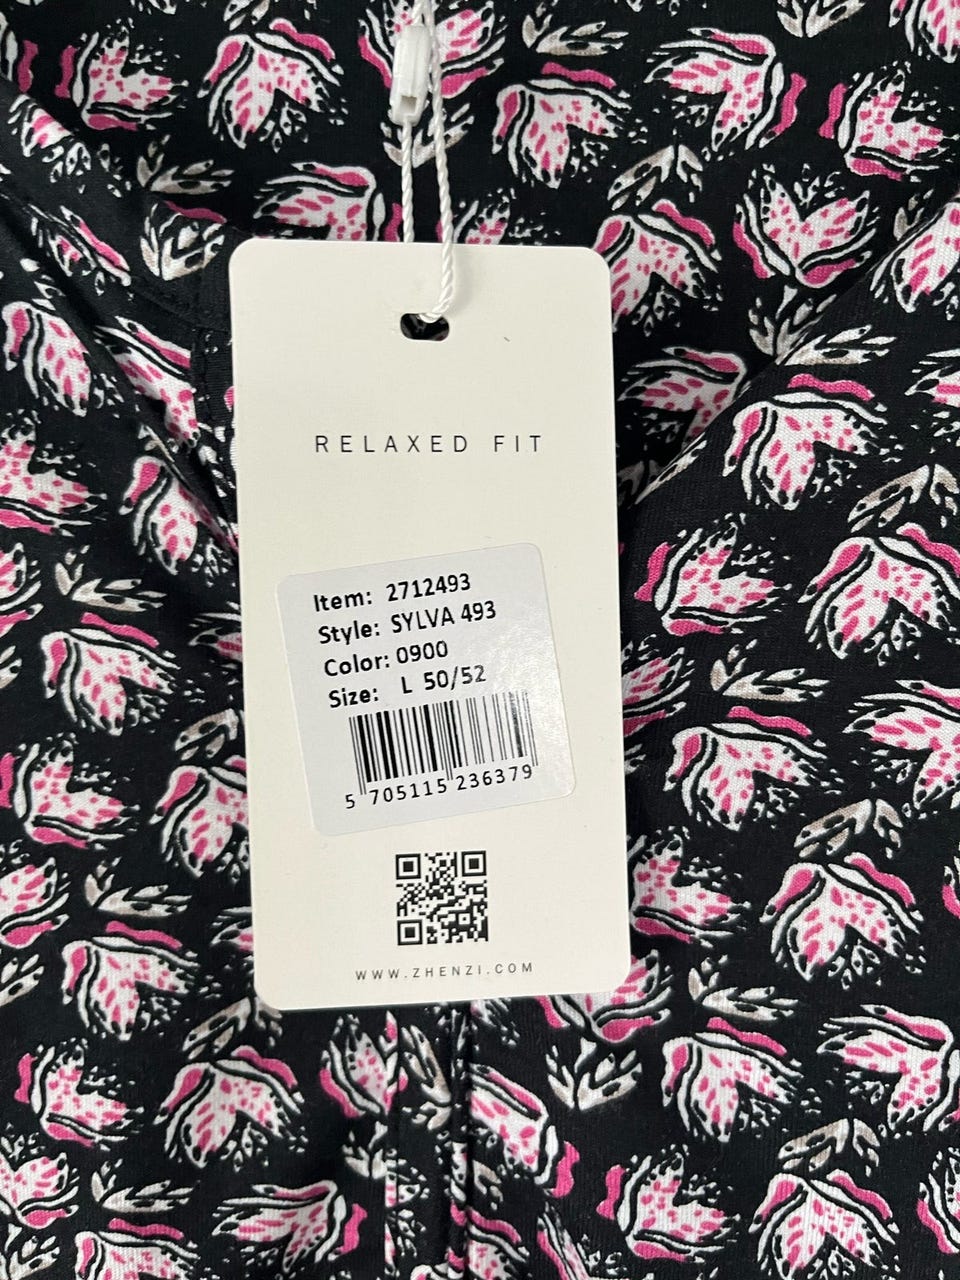 RELAXED FIT
Item: 2712493
Style: SYLVA 493
Color: 0900
Size: L 50/52
5 705115 236379
WWW.ZHENZI.COM